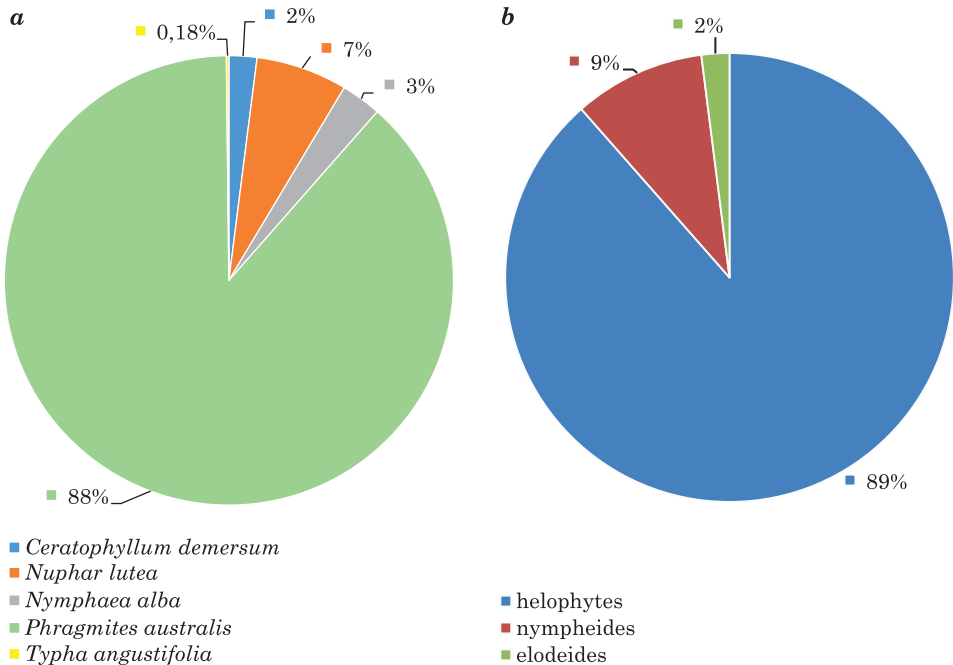 a
0,18%
2%
7%
3%
88%
Ceratophyllum demersum
Nuphar lutea
Nymphaea alba
Phragmites australis
Typha angustifolia
b
2%
9%
89%
helophytes
nympheides
elodeides